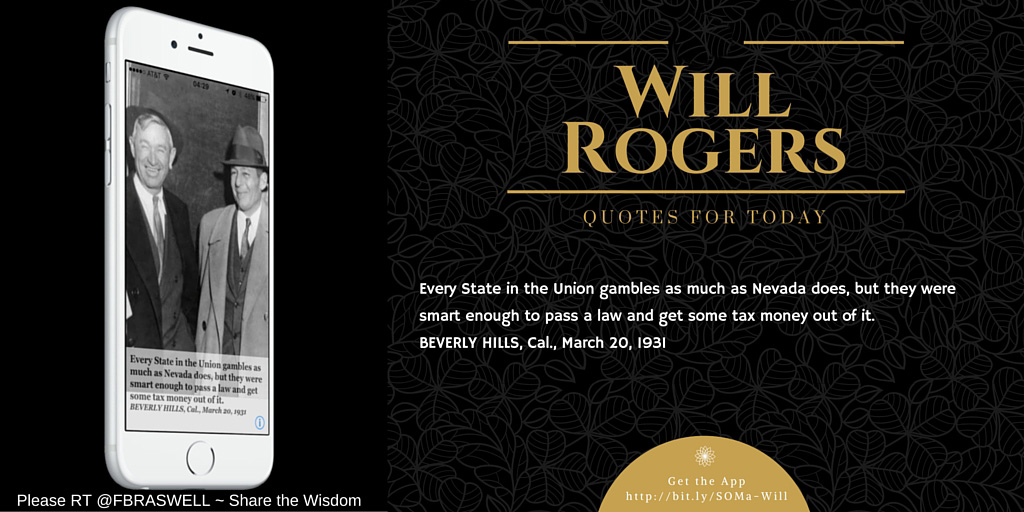 AT&T 04:29 48%
Every State in the Union gambles as
much as Nevada does, but they were
smart enough to pass a law and get
some tax money out of it.
BEVERLY HILLS, Cal., March 20, 1931
Please RT @FBRASWELL ~ Share the Wisdom
WILL
ROGERS
QUOTES FOR TODAY
Every State in the Union gambles as much as Nevada does, but they were
smart enough to pass a law and get some tax money out of it.
BEVERLY HILLS, Cal., March 20, 1931
Get the App
http://bit.ly/SOMa-Will